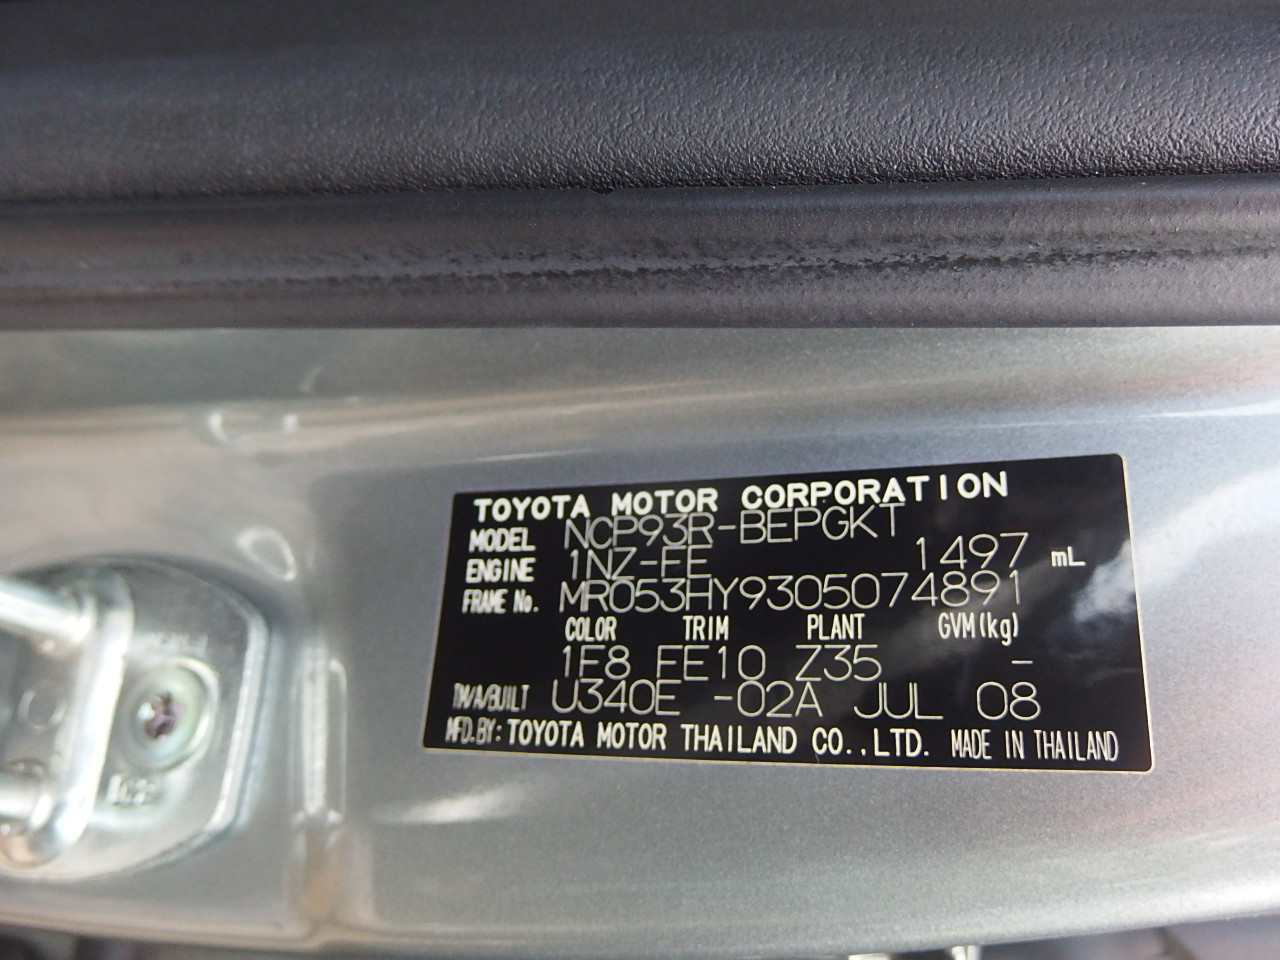 TOYOTA MOTOR CORPORATION
MODEL NCP93R-BEPGKT
ENGINE 1NZ-FE 1497 mL
FRAME No. MR053HY9305074891
COLOR TRIM PLANT GVM(kg)
1F8 FE10 Z35 -
TM/A/BUILT U340E -02A JUL 08
MFD.BY: TOYOTA MOTOR THAILAND CO.,LTD. MADE IN THAILAND